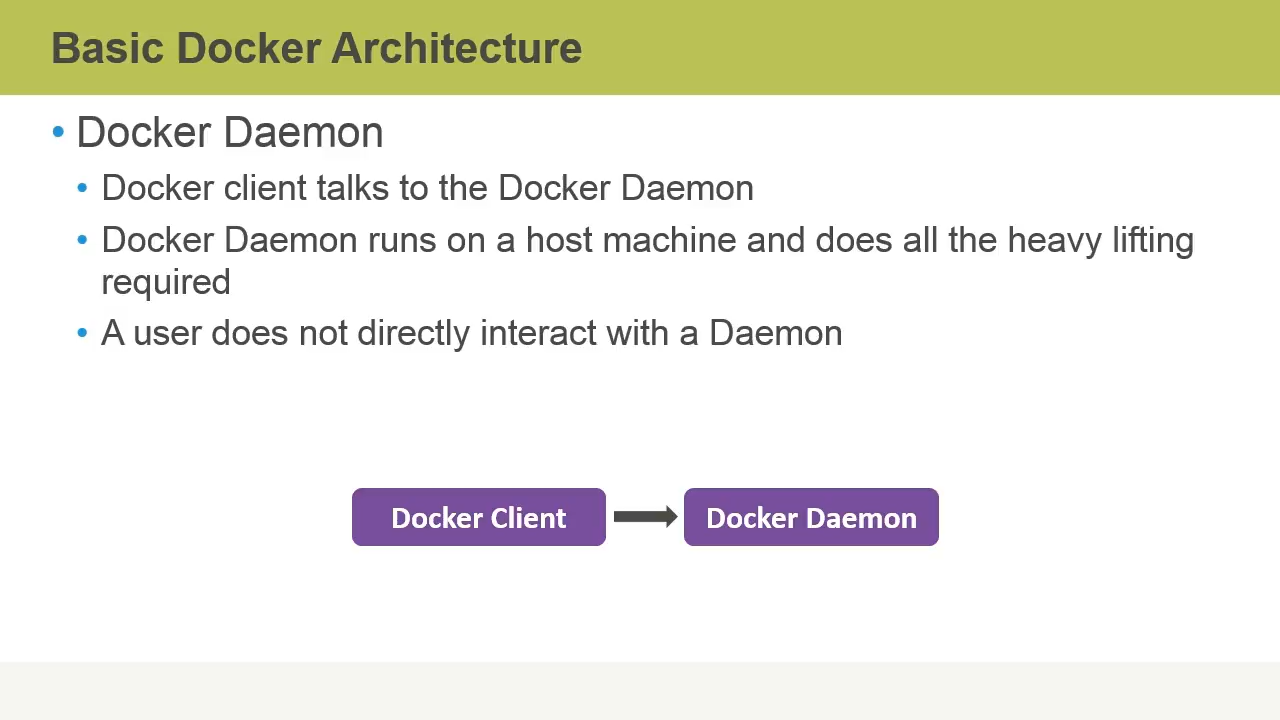 Basic Docker Architecture
• Docker Daemon
• Docker client talks to the Docker Daemon
• Docker Daemon runs on a host machine and does all the heavy lifting
required
• A user does not directly interact with a Daemon
Docker Client
Docker Daemon